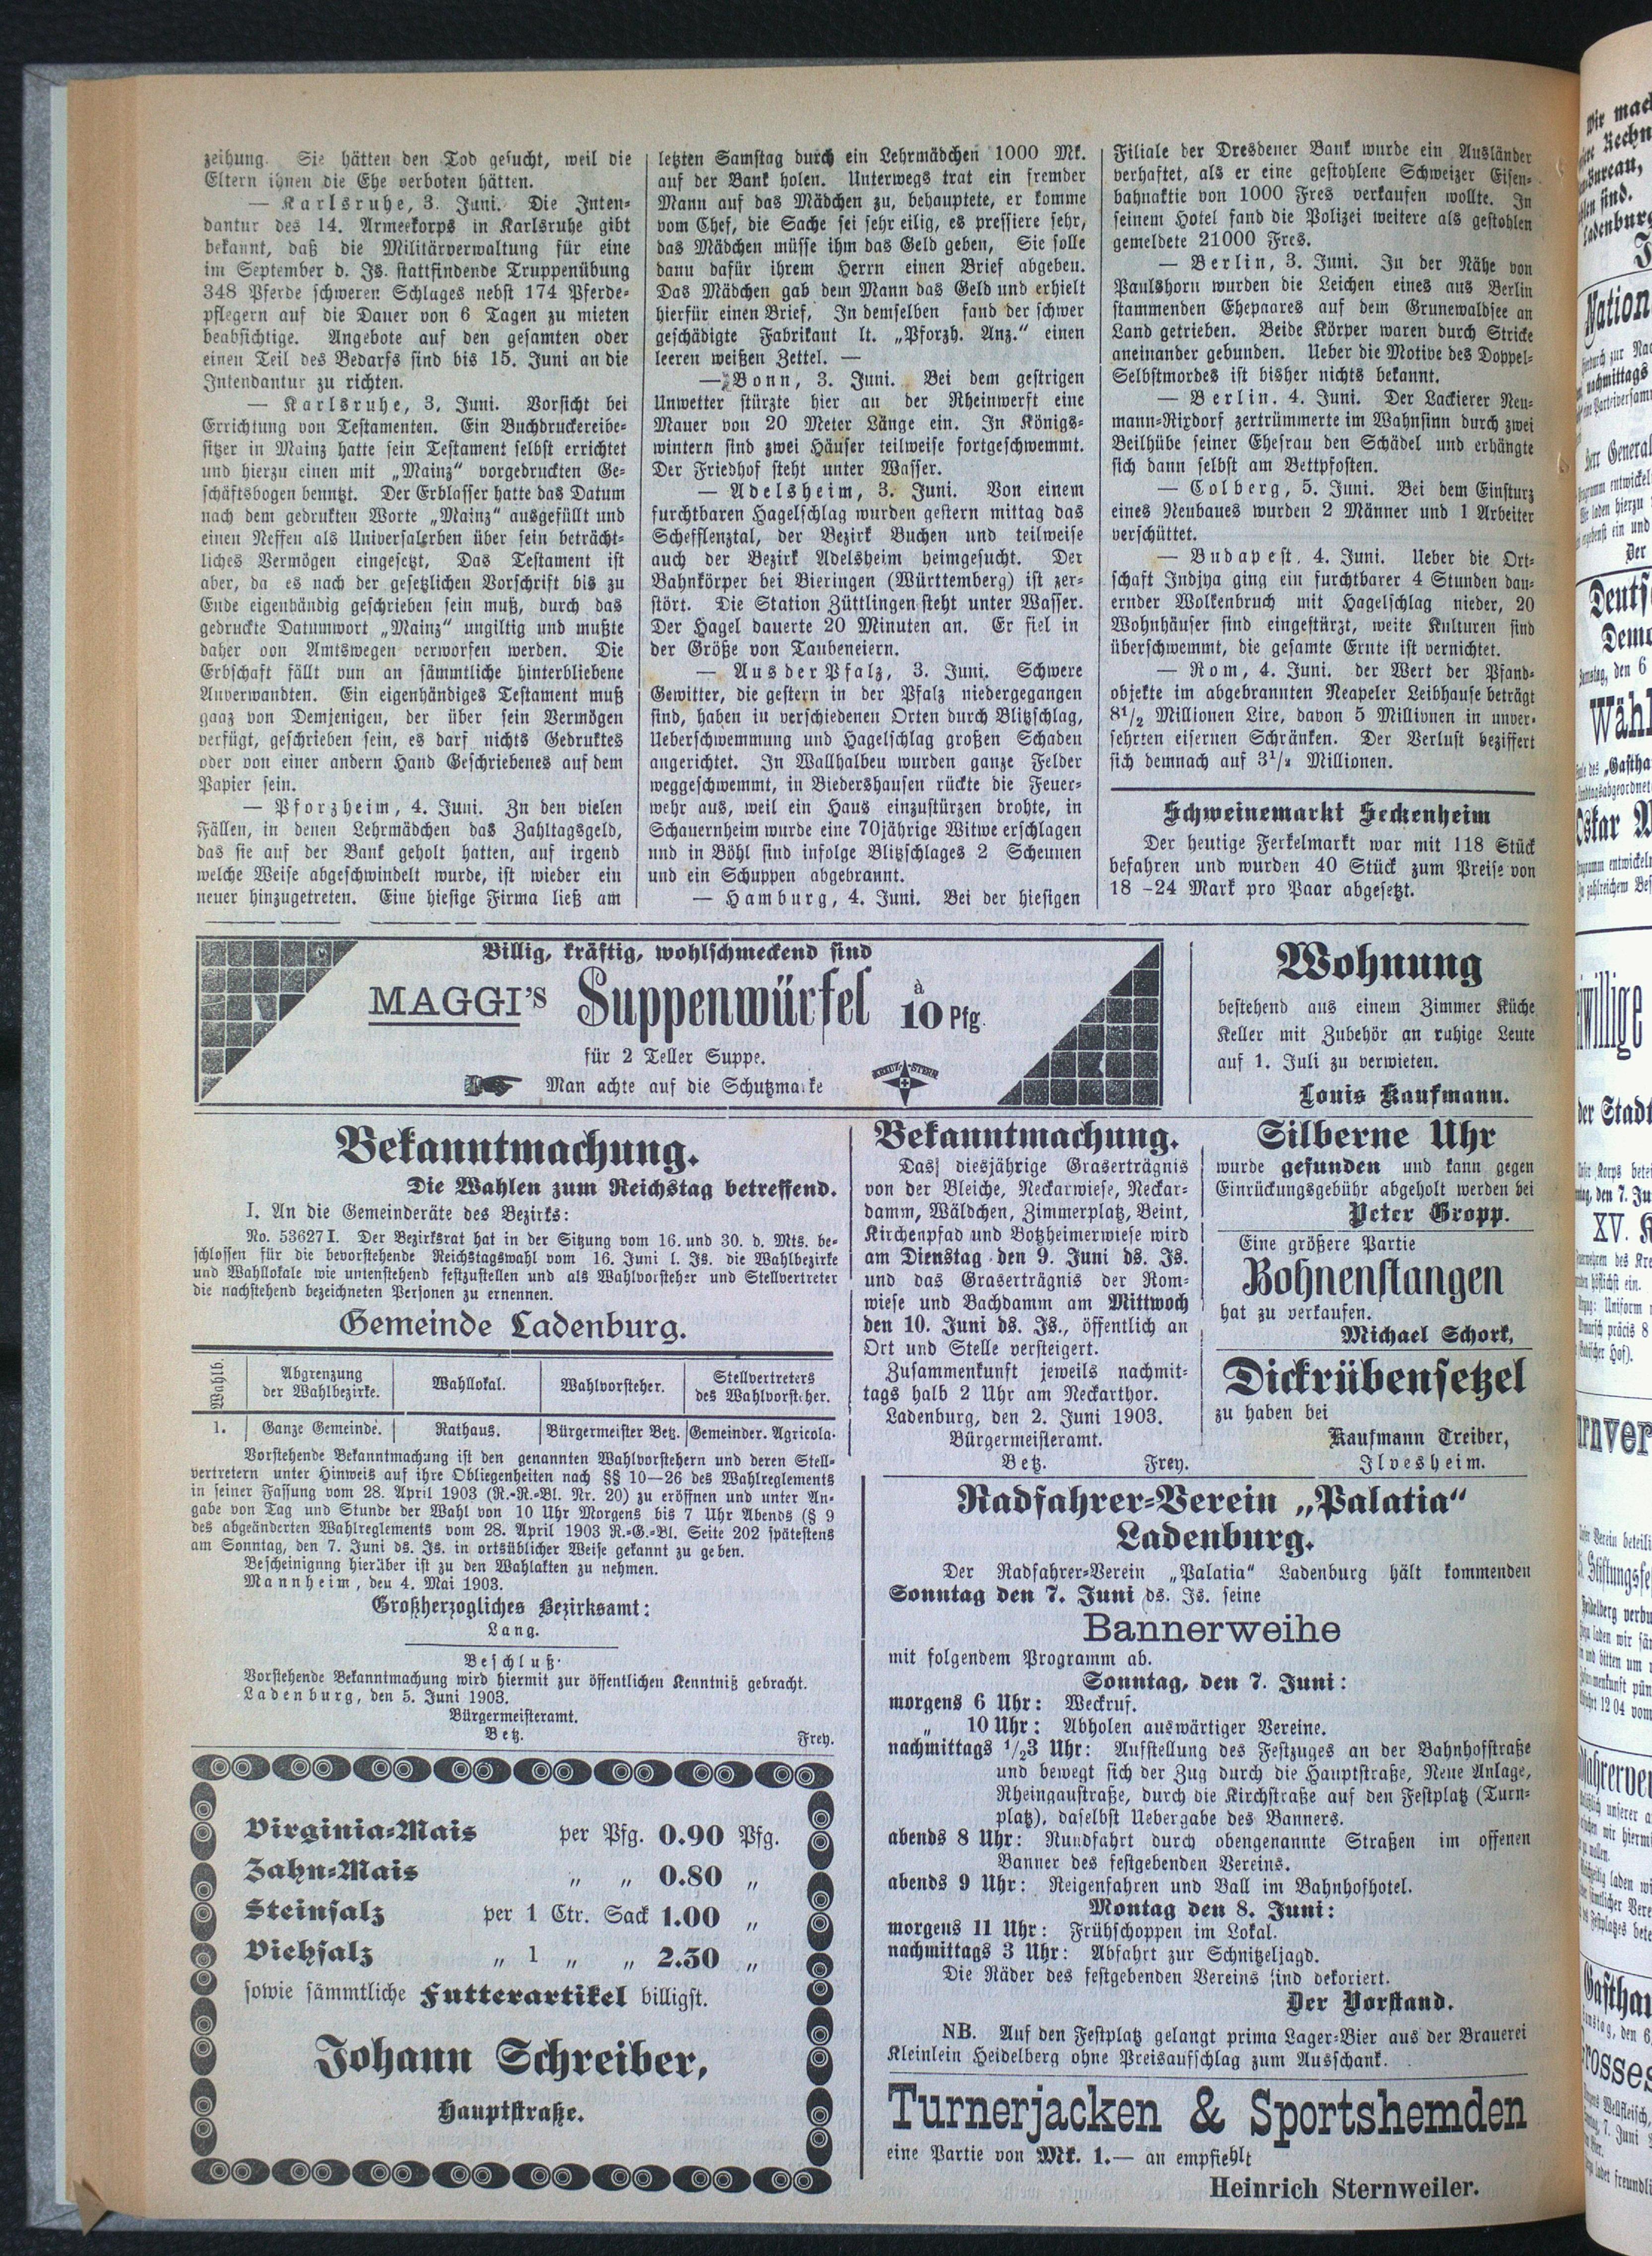 zeihung. Sie hätten den Tod gesucht, weil die
Eltern ihnen die Ehe verboten hätten.
— Karlsruhe, 3. Juni. Die Inten-
dantur des 14. Armeekorps in Karlsruhe gibt
bekannt, daß die Militärverwaltung für eine
im September d. Js. stattfindende Truppenübung
348 Pferde schweren Schlages nebst 174 Pferde-
pflegern auf die Dauer von 6 Tagen zu mieten
beabsichtige. Angebote auf den gesamten oder
einen Teil des Bedarfs sind bis 15. Juni an die
Intendantur zu richten.
— Karlsruhe, 3. Juni. Vorsicht bei
Errichtung von Testamenten. Ein Buchdruckereibe-
sitzer in Mainz hatte sein Testament selbst errichtet
und hierzu einen mit „Mainz“ vorgedruckten Ge-
schäftsbogen benutzt. Der Erblasser hatte das Datum
nach dem gedrukten Worte „Mainz“ ausgefüllt und
einen Neffen als Universalerben über sein beträcht-
liches Vermögen eingesetzt. Das Testament ist
aber, da es nach der gesetzlichen Vorschrift bis zu
Ende eigenhändig geschrieben sein muß, durch das
gedruckte Datumwort „Mainz“ ungiltig und mußte
daher von Amtswegen verworfen werden. Die
Erbschaft fällt nun an sämmtliche hinterbliebene
Anverwandten. Ein eigenhändiges Testament muß
gaaz von Demjenigen, der über sein Vermögen
verfügt, geschrieben sein, es darf nichts Gedruktes
oder von einer andern Hand Geschriebenes auf dem
Papier sein.
— Pforzheim, 4. Juni. Zn den vielen
Fällen, in denen Lehrmädchen das Zahltagsgeld,
das sie auf der Bank geholt hatten, auf irgend
welche Weise abgeschwindelt wurde, ist wieder ein
neuer hinzugetreten. Eine hiesige Firma ließ am
letzten Samstag durch ein Lehrmädchen 1000 Mk.
auf der Bank holen. Unterwegs trat ein fremder
Mann auf das Mädchen zu, behauptete, er komme
vom Chef, die Sache sei sehr eilig, es pressiere sehr,
das Mädchen müsse ihm das Geld geben, Sie solle
dann dafür ihrem Herrn einen Brief abgeben.
Das Mädchen gab dem Mann das Geld und erhielt
hierfür einen Brief. In demselben fand der schwer
geschädigte Fabrikant lt. „Pforzh. Anz.“ einen
leeren weißen Zettel. —
— Bonn, 3. Juni. Bei dem gestrigen
Unwetter stürzte hier an der Rheinwerft eine
Mauer von 20 Meter Länge ein. In Königs-
wintern sind zwei Häuser teilweise fortgeschwemmt.
Der Friedhof steht unter Wasser.
— Adelsheim, 3. Juni. Von einem
furchtbaren Hagelschlag wurden gestern mittag das
Schefflenztal, der Bezirk Buchen und teilweise
auch der Bezirk Adelsheim heimgesucht. Der
Bahnkörper bei Bieringen (Württemberg) ist zer-
stört. Die Station Züttlingen steht unter Wasser.
Der Hagel dauerte 20 Minuten an. Er fiel in
der Größe von Taubeneiern.
— Aus der Pfalz, 3. Juni. Schwere
Gewitter, die gestern in der Pfalz niedergegangen
sind, haben in verschiedenen Orten durch Blitzschlag,
Ueberschwemmung und Hagelschlag großen Schaden
angerichtet. In Wallhalben wurden ganze Felder
weggeschwemmt, in Biedershausen rückte die Feuer-
wehr aus, weil ein Haus einzustürzen drohte, in
Schauernheim wurde eine 70jährige Witwe erschlagen
und in Böhl sind infolge Blitzschlages 2 Scheunen
und ein Schuppen abgebrannt.
— Hamburg, 4. Juni. Bei der hiesigen
Filiale der Dresdener Bank wurde ein Ausländer
verhaftet, als er eine gestohlene Schweizer Eisen-
bahnaktie von 1000 Fres verkaufen wollte. In
seinem Hotel fand die Polizei weitere als gestohlen
gemeldete 21000 Fres.
— Berlin, 3. Juni. In der Nähe von
Paulshorn wurden die Leichen eines aus Berlin
stammenden Ehepaares auf dem Grunewaldsee an
Land getrieben. Beide Körper waren durch Stricke
aneinander gebunden. Ueber die Motive des Doppel-
Selbstmordes ist bisher nichts bekannt.
— Berlin. 4. Juni. Der Lackierer Neu-
mann-Rixdorf zertrümmerte im Wahnsinn durch zwei
Beilhübe seiner Ehefrau den Schädel und erhängte
sich dann selbst am Bettpfosten.
— Colberg, 5. Juni. Bei dem Einsturz
eines Neubaues wurden 2 Männer und 1 Arbeiter
verschüttet.
— Budapest, 4. Juni. Ueber die Ort-
schaft Indjya ging ein furchtbarer 4 Stunden dau-
ernder Wolkenbruch mit Hagelschlag nieder, 20
Wohnhäuser sind eingestürzt, weite Kulturen sind
überschwemmt, die gesamte Ernte ist vernichtet.
— Rom, 4. Juni. der Wert der Pfand-
objekte im abgebrannten Neapeler Leibhause beträgt
8½ Millionen Lire, davon 5 Millionen in unver-
sehrten eisernen Schränken. Der Verlust beziffert
sich demnach auf 3½ Millionen.
Schweinemarkt Seckenheim
Der heutige Ferkelmarkt war mit 118 Stück
befahren und wurden 40 Stück zum Preise von
18 –24 Mark pro Paar abgesetzt.
Billig, kräftig, wohlschmeckend sind
MAGGI'S Suppenwürfel à 10 Pfg.
für 2 Teller Suppe.
Man achte auf die Schutzmarke
KREUZ-STERN
Wohnung
bestehend aus einem Zimmer Küche
Keller mit Zubehör an ruhige Leute
auf 1. Juli zu verwieten.
Louis Kaufmann.
Bekanntmachung.
Die Wahlen zum Reichstag betreffend.
I. An die Gemeinderäte des Bezirks:
No. 53627 I. Der Bezirksrat hat in der Sitzung vom 16. und 30. d. Mts. be-
schlossen für die bevorstehende Reichstagswahl vom 16. Juni l. Js. die Wahlbezirke
und Wahllokale wie untenstehend festzustellen und als Wahlvorsteher und Stellvertreter
die nachstehend bezeichneten Personen zu ernennen.
Gemeinde Ladenburg.
Wahlb. Abgrenzung der Wahlbezirke. Wahllokal. Wahlvorsteher. Stellvertreters des Wahlvorsteher.
1. Ganze Gemeinde. Rathaus. Bürgermeister Betz. Gemeinder. Agricola.
Vorstehende Bekanntmachung ist den genannten Wahlvorstehern und deren Stell-
vertretern unter Hinweis auf ihre Obliegenheiten nach §§ 10—26 des Wahlreglements
in seiner Fassung vom 28. April 1903 (R.-R.-Bl. Nr. 20) zu eröffnen und unter An-
gabe von Tag und Stunde der Wahl von 10 Uhr Morgens bis 7 Uhr Abends (§ 9
des abgeänderten Wahlreglements vom 28. April 1903 R.-G.-Bl. Seite 202 spätestens
am Sonntag, den 7. Juni ds. Js. in ortsüblicher Weise gekannt zu geben.
Bescheinigung hierüber ist zu den Wahlakten zu nehmen.
Mannheim, den 4. Mai 1903.
Großherzogliches Bezirksamt:
Lang.
Beschluß.
Vorstehende Bekanntmachung wird hiermit zur öffentlichen Kenntniß gebracht.
Ladenburg, den 5. Juni 1903.
Bürgermeisteramt.
Betz. Frey.
Virginia-Mais per Pfg. 0.90 Pfg.
Zahn-Mais „ „ 0.80 „
Steinsalz per 1 Ctr. Sack 1.00 „
Viehsalz „ 1 „ „ 2.50 „
sowie sämmtliche Futterartikel billigst.
Johann Schreiber,
Hauptstraße.
Bekanntmachung.
Das diesjährige Graserträgnis
von der Bleiche, Neckarwiese, Neckar-
damm, Wäldchen, Zimmerplatz, Beint,
Kirchenpfad und Botzheimerwiese wird
am Dienstag den 9. Juni ds. Js.
und das Graserträgnis der Rom-
wiese und Bachdamm am Mittwoch
den 10. Juni ds. Js., öffentlich an
Ort und Stelle versteigert.
Zusammenkunft jeweils nachmit-
tags halb 2 Uhr am Neckarthor.
Ladenburg, den 2. Juni 1903.
Bürgermeisteramt.
Betz. Frey.
Silberne Uhr
wurde gefunden und kann gegen
Einrückungsgebühr abgeholt werden bei
Peter Gropp.
Eine größere Partie
Bohnenstangen
hat zu verkaufen.
Michael Schork,
Dickrübensetzel
zu haben bei
Kaufmann Treiber,
Ilvesheim.
Radfahrer-Verein „Palatia“
Ladenburg.
Der Radfahrer-Verein „Palatia“ Ladenburg hält kommenden
Sonntag den 7. Juni ds. Js. seine
Bannerweihe
mit folgendem Programm ab.
Sonntag, den 7. Juni:
morgens 6 Uhr: Weckruf.
„ 10 Uhr: Abholen auswärtiger Vereine.
nachmittags ½3 Uhr: Aufstellung des Festzuges an der Bahnhofstraße
und bewegt sich der Zug durch die Hauptstraße, Neue Anlage,
Rheingaustraße, durch die Kirchstraße auf den Festplatz (Turn-
platz), daselbst Uebergabe des Banners.
abends 8 Uhr: Rundfahrt durch obengenannte Straßen im offenen
Banner des festgebenden Vereins.
abends 9 Uhr: Reigenfahren und Ball im Bahnhofhotel.
Montag den 8. Juni:
morgens 11 Uhr: Frühschoppen im Lokal.
nachmittags 3 Uhr: Abfahrt zur Schnitzeljagd.
Die Räder des festgebenden Vereins sind dekoriert.
Der Vorstand.
NB. Auf den Festplatz gelangt prima Lager-Bier aus der Brauerei
Kleinlein Heidelberg ohne Preisaufschlag zum Ausschank.
Turnerjacken & Sportshemden
eine Partie von Mk. 1.— an empfiehlt
Heinrich Sternweiler.